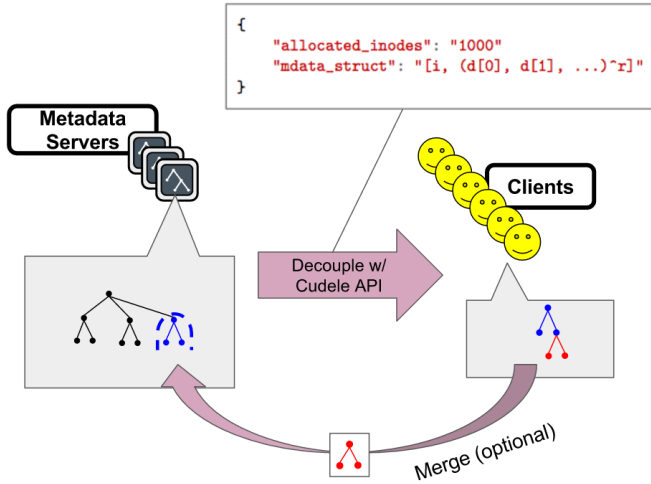 {
"allocated_inodes": "1000"
"mdata_struct": "[i, (d[0], d[1], ...)^r]"
}
Metadata
Servers
Clients
Decouple w/
Cudele API
Merge (optional)